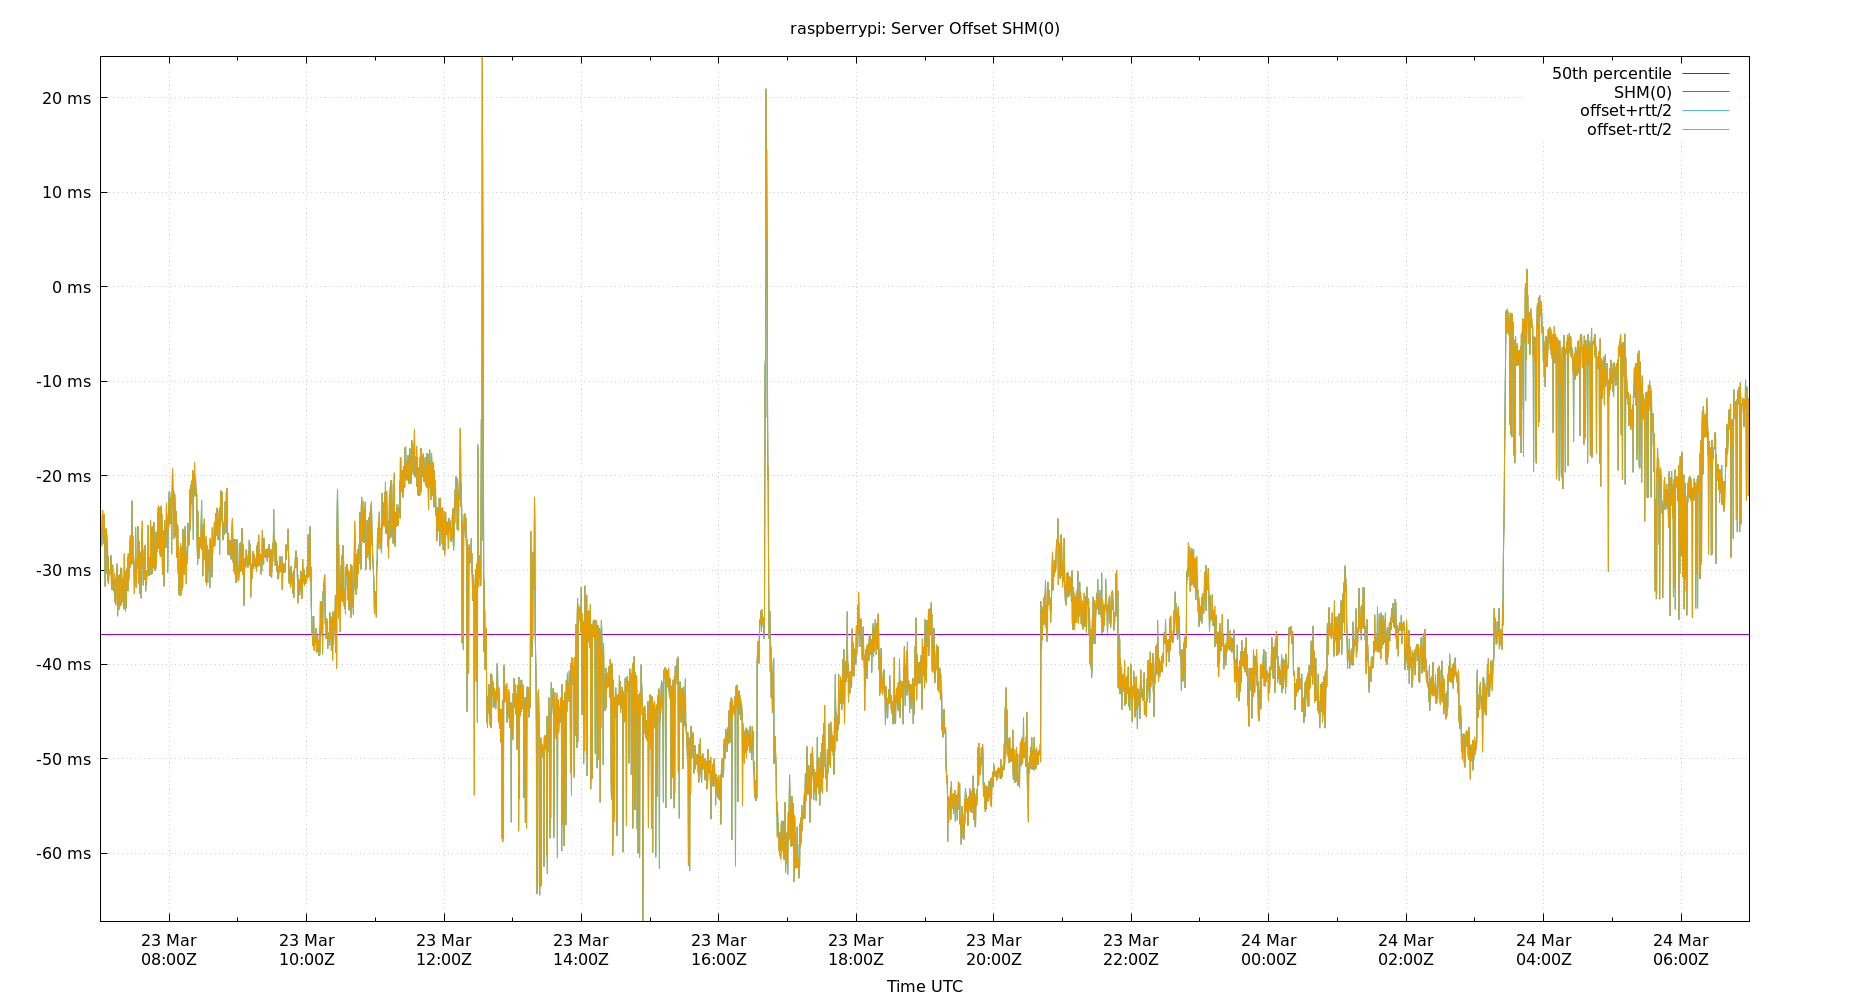 raspberrypi: Server Offset SHM(0)
50th percentile
SHM(0)
offset+rtt/2
offset-rtt/2
20 ms
10 ms
0 ms
-10 ms
-20 ms
-30 ms
-40 ms
-50 ms
-60 ms
23 Mar 23 Mar 23 Mar 23 Mar 23 Mar 23 Mar 23 Mar 23 Mar 24 Mar 24 Mar 24 Mar 24 Mar
08:00Z 10:00Z 12:00Z 14:00Z 16:00Z 18:00Z 20:00Z 22:00Z 00:00Z 02:00Z 04:00Z 06:00Z
Time UTC